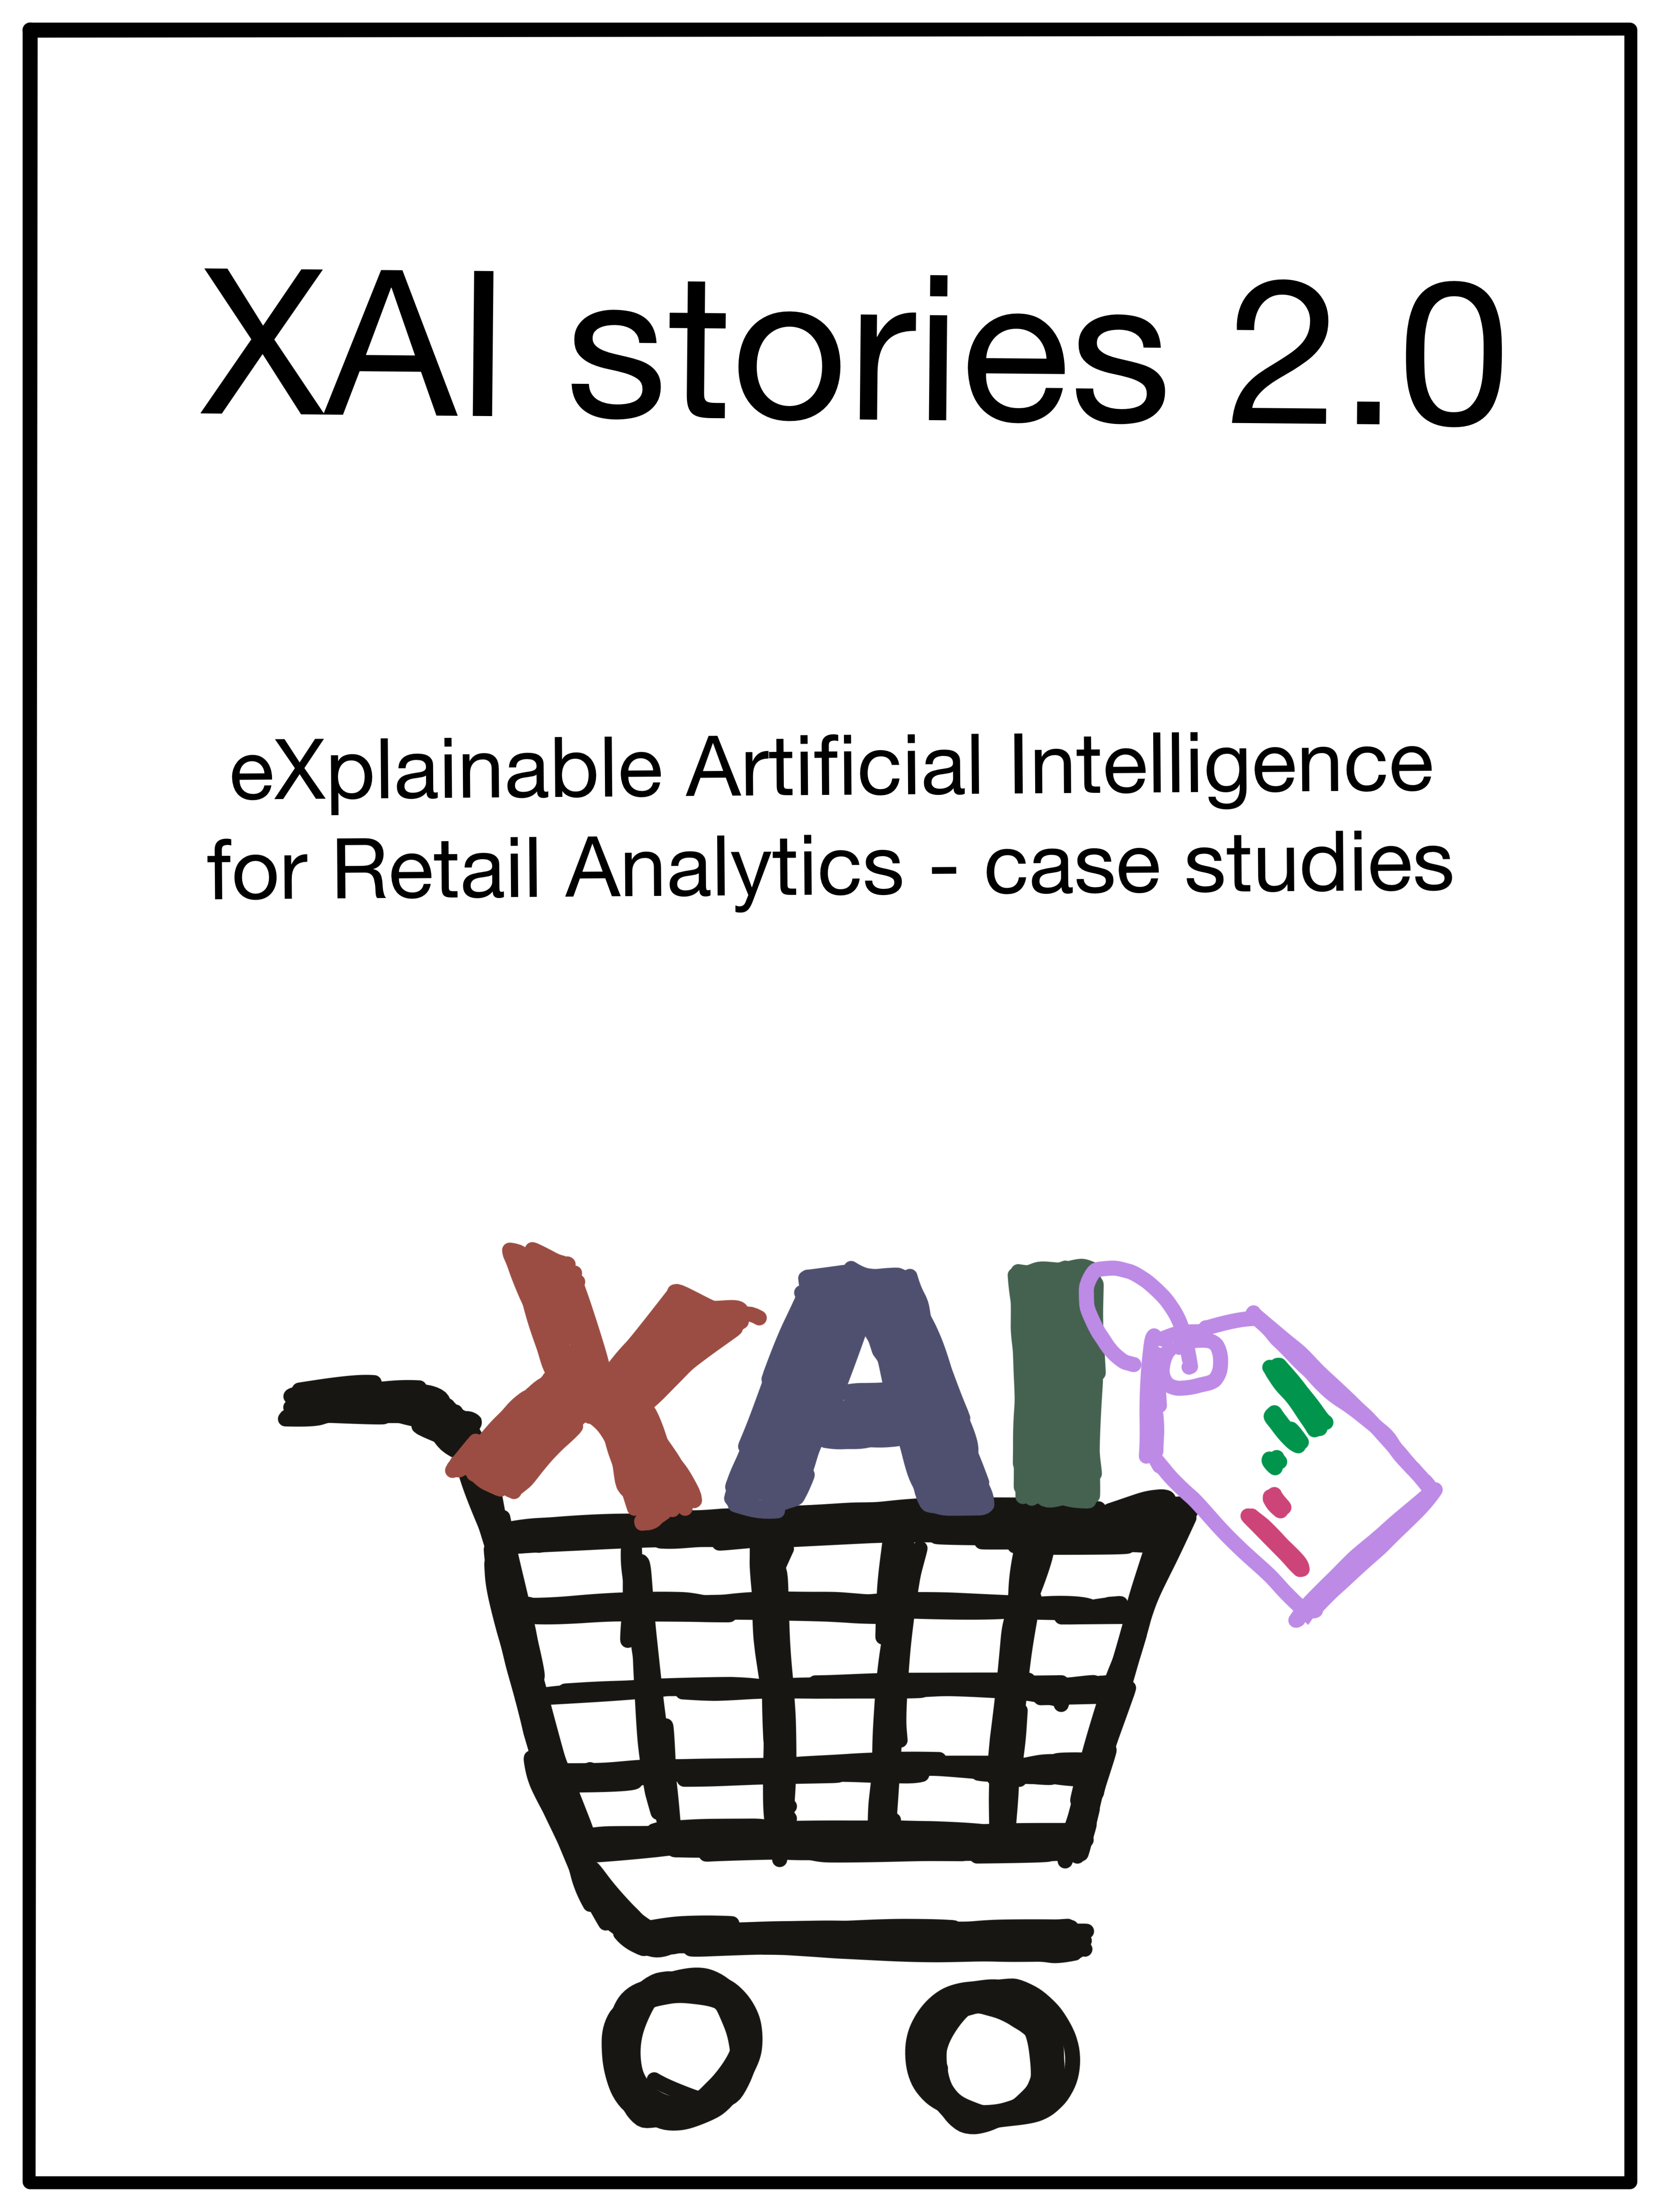 XAI stories 2.0
eXplainable Artificial Intelligence
for Retail Analytics – case studies
XAI